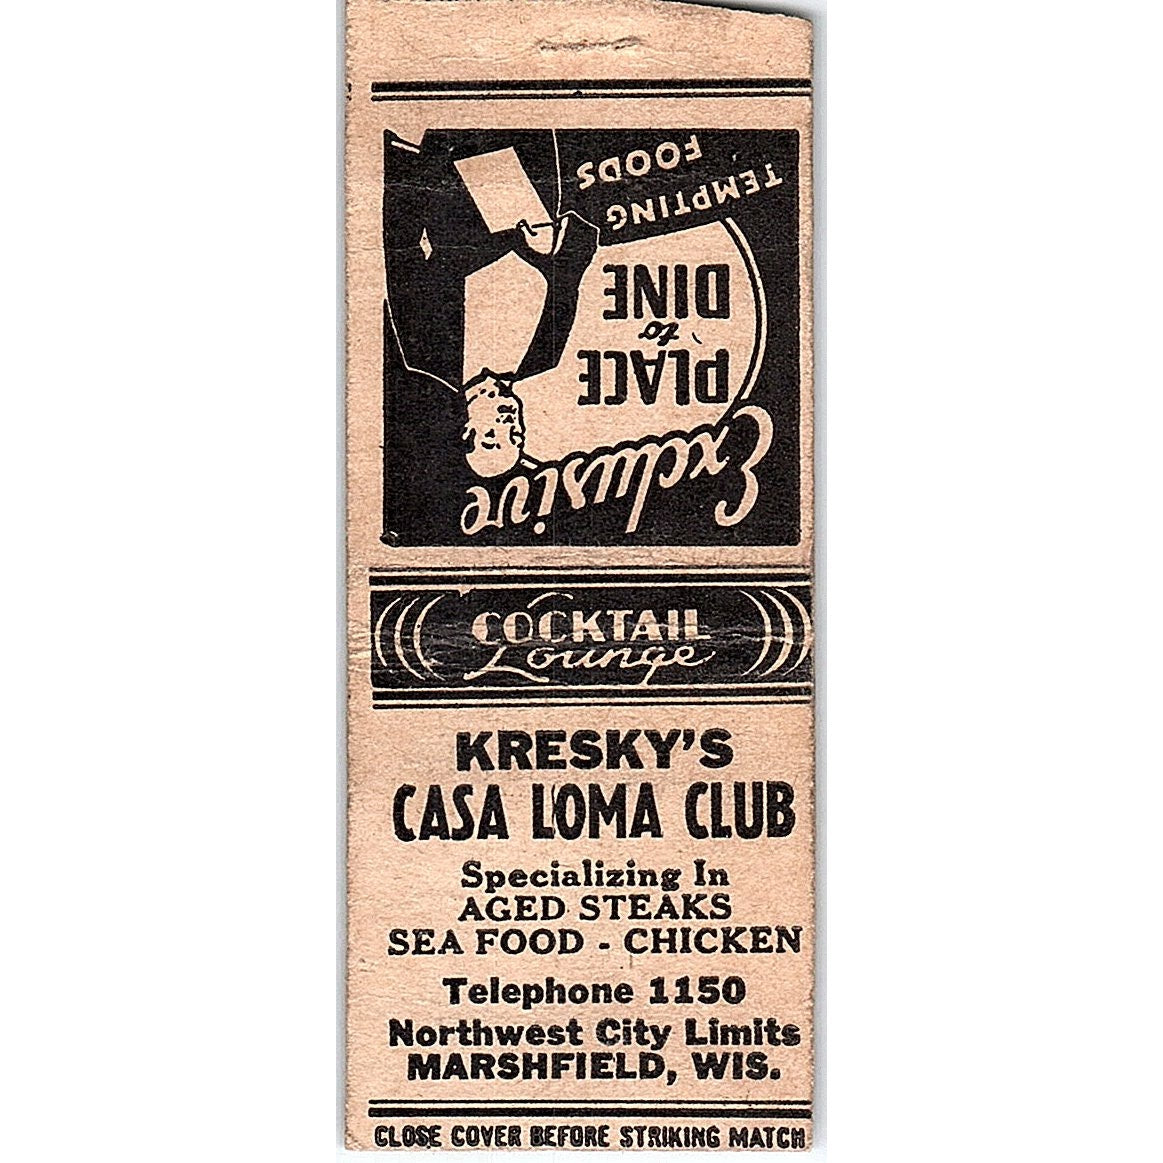 Exclusive
PLACE
to
DINE
TEMPTING
FOODS
COCKTAIL
Lounge
KRESKY'S
CASA LOMA CLUB
Specializing In
AGED STEAKS
SEA FOOD - CHICKEN
Telephone 1150
Northwest City Limits
MARSHFIELD, WIS.
CLOSE COVER BEFORE STRIKING MATCH